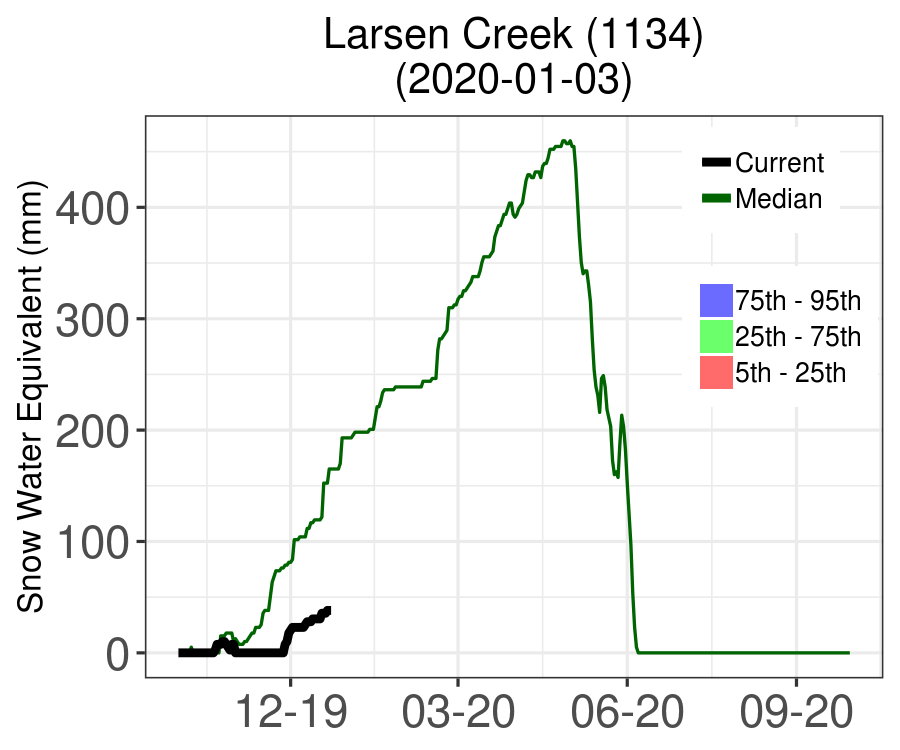 Larsen Creek (1134)
(2020-01-03)
Snow Water Equivalent (mm)
400
300
200
100
0
12-19
03-20
06-20
09-20
Current
Median
75th - 95th
25th - 75th
5th - 25th